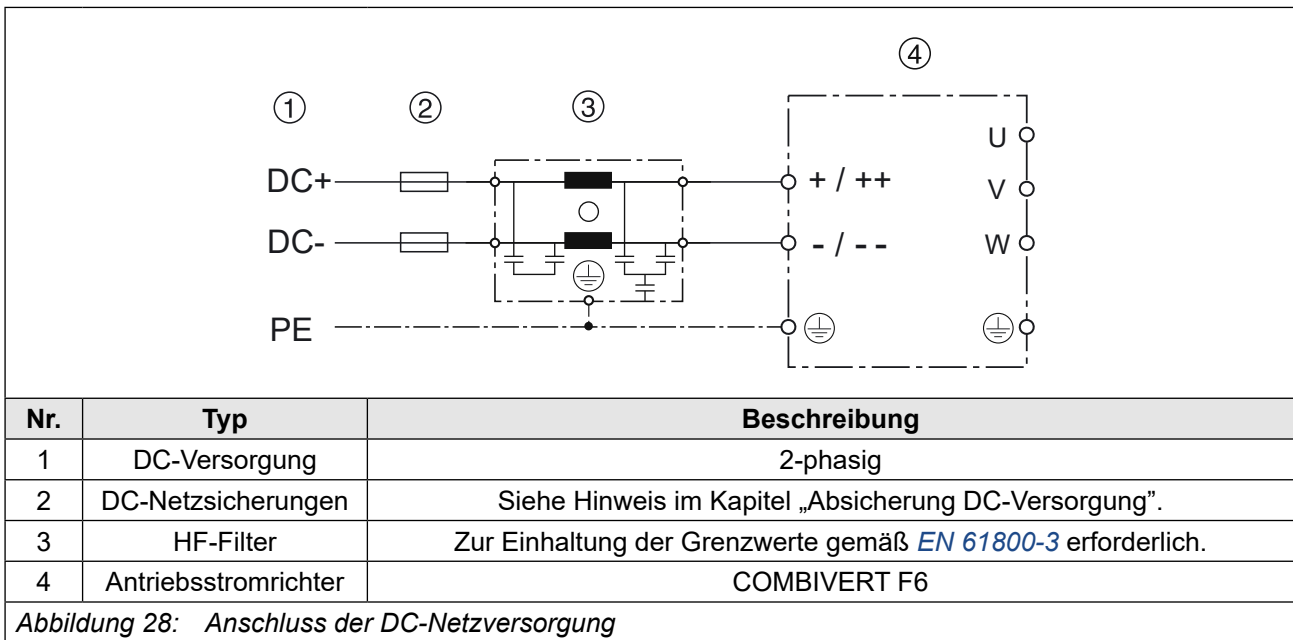 ④
① ② ③
U
DC+ + / ++ V
DC- - / -- W
PE
Nr. Typ Beschreibung
1 DC-Versorgung 2-phasig
2 DC-Netzsicherungen Siehe Hinweis im Kapitel „Absicherung DC-Versorgung”.
3 HF-Filter Zur Einhaltung der Grenzwerte gemäß EN 61800-3 erforderlich.
4 Antriebsstromrichter COMBIVERT F6
Abbildung 28: Anschluss der DC-Netzversorgung